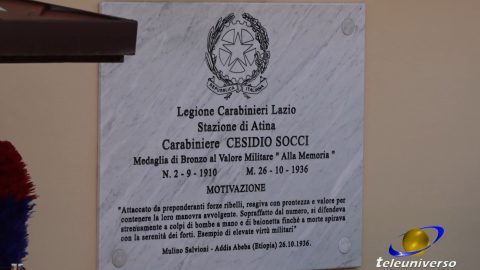 REPVBBLICA ITALIANA
Legione Carabinieri Lazio
Stazione di Atina
Carabiniere CESIDIO SOCCI
Medaglia di Bronzo al Valore Militare " Alla Memoria "
N. 2 - 9 - 1910 M. 26 - 10 - 1936
MOTIVAZIONE
"Attaccato da preponderanti forze ribelli, reagiva con prontezza e valore per
contenere la loro manovra avvolgente. Sopraffatto dal numero, si difendeva
strenuamente a colpi di bombe a mano e di baionetta finchè a morte spirava
con la serenità dei forti. Esempio di elevate virtù militari"
Mulino Salvioni - Addis Abeba (Etiopia) 26.10.1936.
teleuniverso